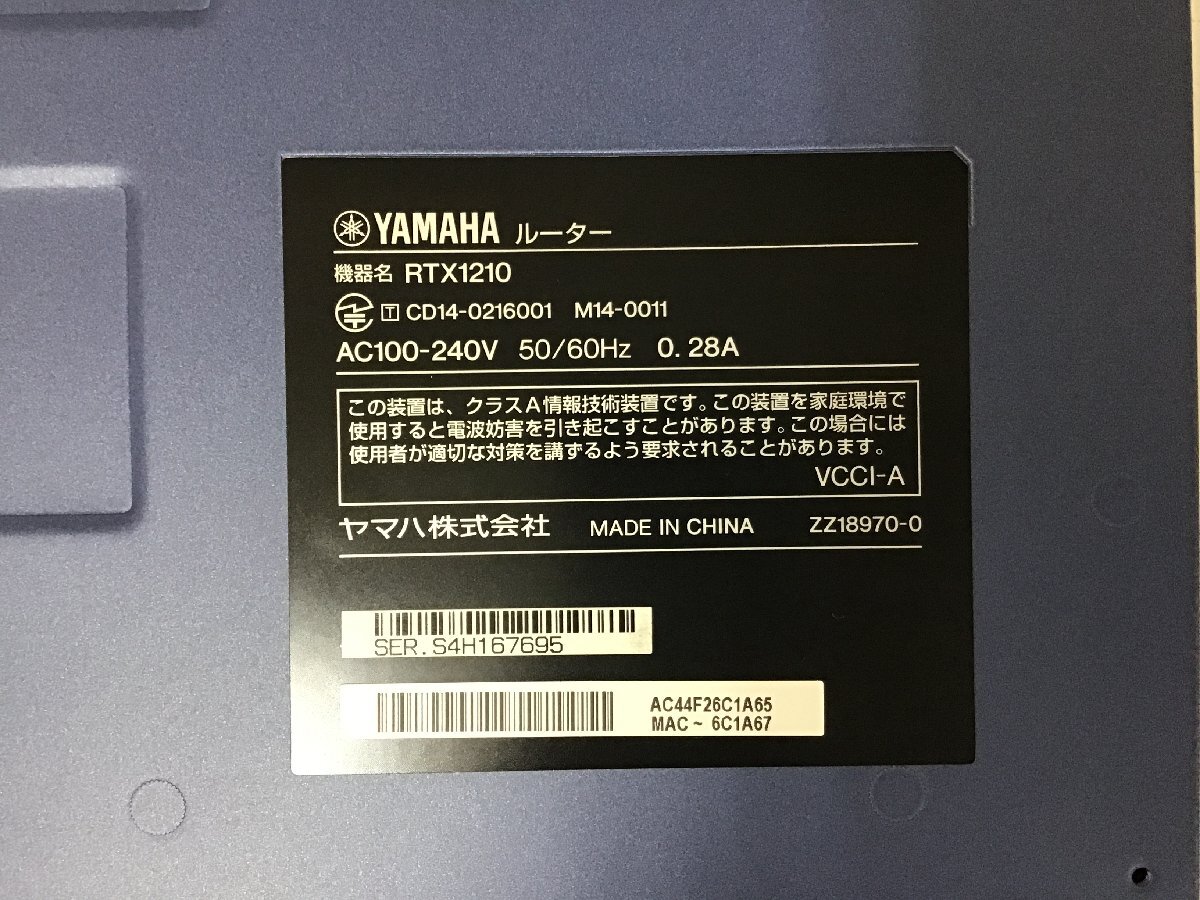 YAMAHA ルーター
機器名 RTX1210
T CD14-0216001 M14-0011
AC100-240V 50/60Hz 0.28A
この装置は、クラスA情報技術装置です。この装置を家庭環境で
使用すると電波妨害を引き起こすことがあります。この場合には
使用者が適切な対策を講ずるよう要求されることがあります。
VCCI-A
ヤマハ株式会社 MADE IN CHINA ZZ18970-0
SER.S4H167695
AC44F26C1A65
MAC~ 6C1A67